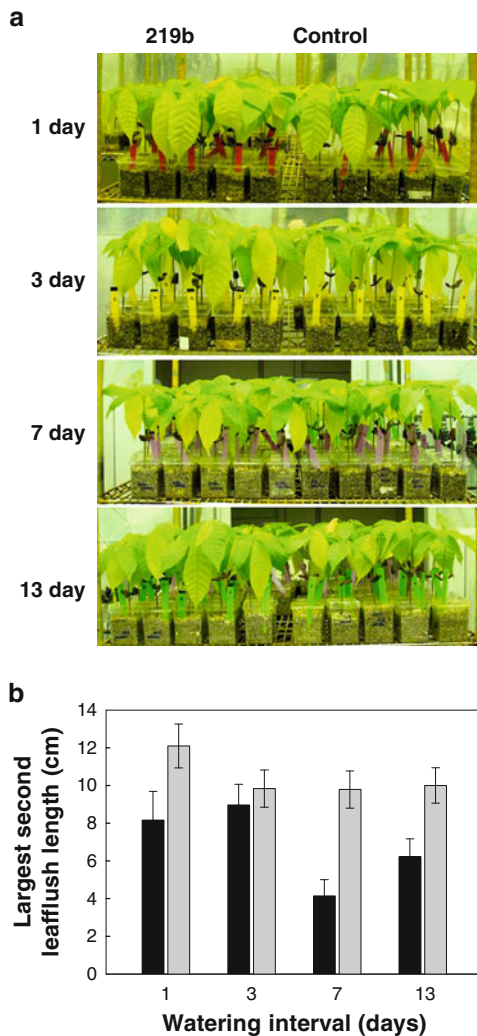 a
219b Control
1 day
3 day
7 day
13 day
b
Largest second
leafflush length (cm)
14
12
10
8
6
4
2
0
1 3 7 13
Watering interval (days)